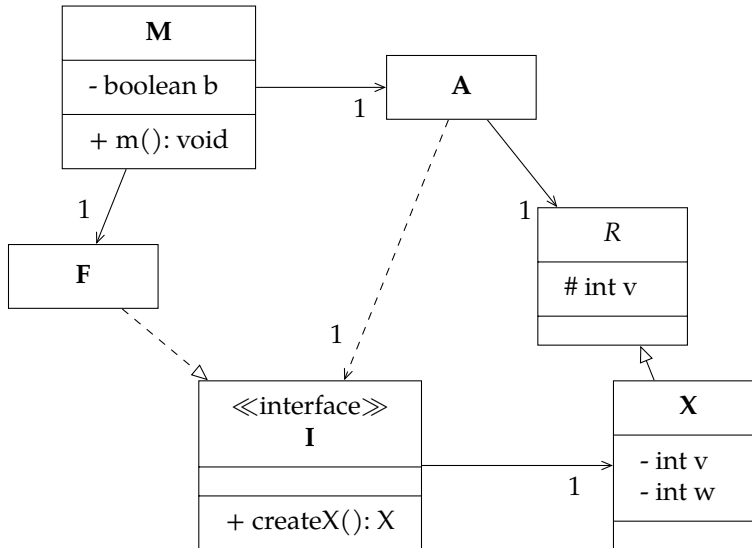 M
- boolean b
+ m(): void
1
A
1
F
1
R
# int v
1
≪interface≫
I
+ createX(): X
1
X
- int v
- int w